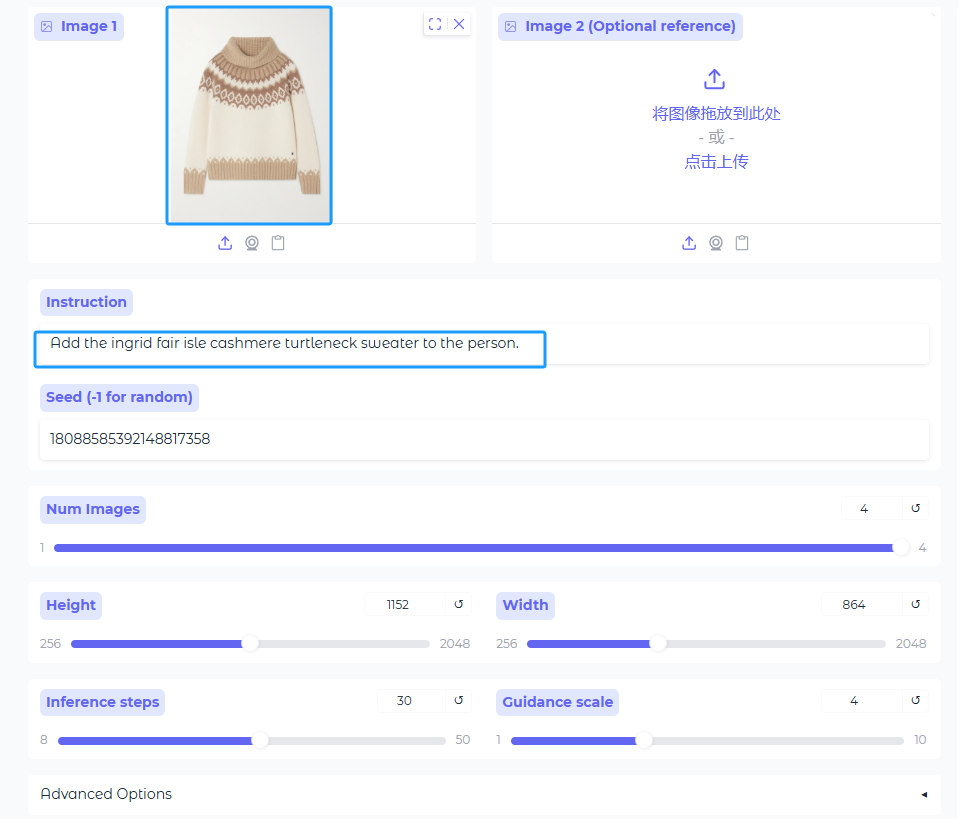 Image 1
Image 2 (Optional reference)
将图像拖放到此处
- 或 -
点击上传
Instruction
Add the ingrid fair isle cashmere turtleneck sweater to the person.
Seed (-1 for random)
18088585392148817358
Num Images
4
1
4
Height
1152
256
2048
Width
864
256
2048
Inference steps
30
8
50
Guidance scale
4
1
10
Advanced Options